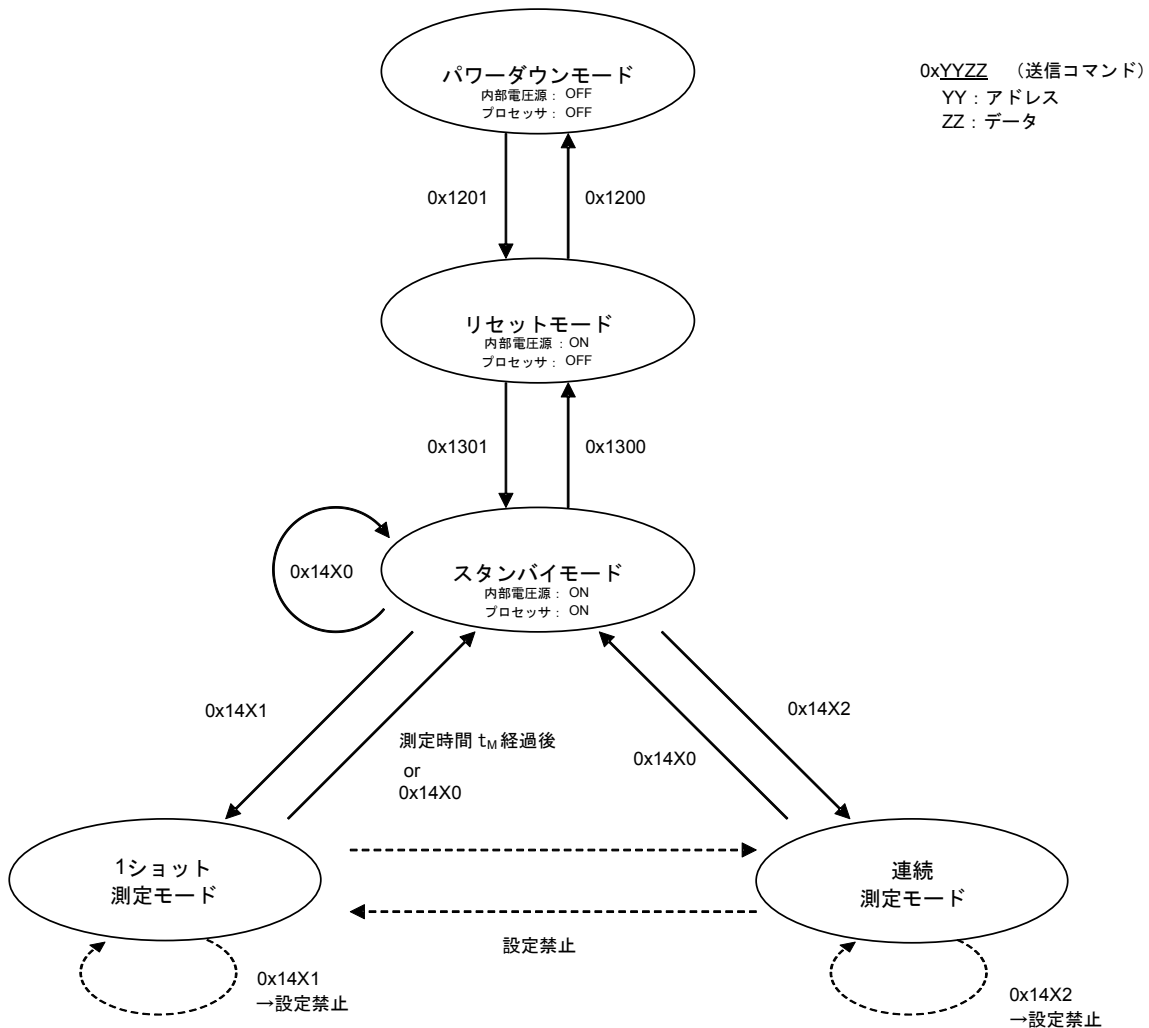 パワーダウンモード
内部電圧源： OFF
プロセッサ： OFF
0xYYZZ （送信コマンド）
YY：アドレス
ZZ：データ
0x1201
0x1200
リセットモード
内部電圧源：ON
プロセッサ： OFF
0x1301
0x1300
0x14X0
スタンバイモード
内部電圧源： ON
プロセッサ： ON
0x14X1
測定時間 tM 経過後
or
0x14X0
0x14X0
0x14X2
1ショット
測定モード
連続
測定モード
設定禁止
0x14X1
→設定禁止
0x14X2
→設定禁止